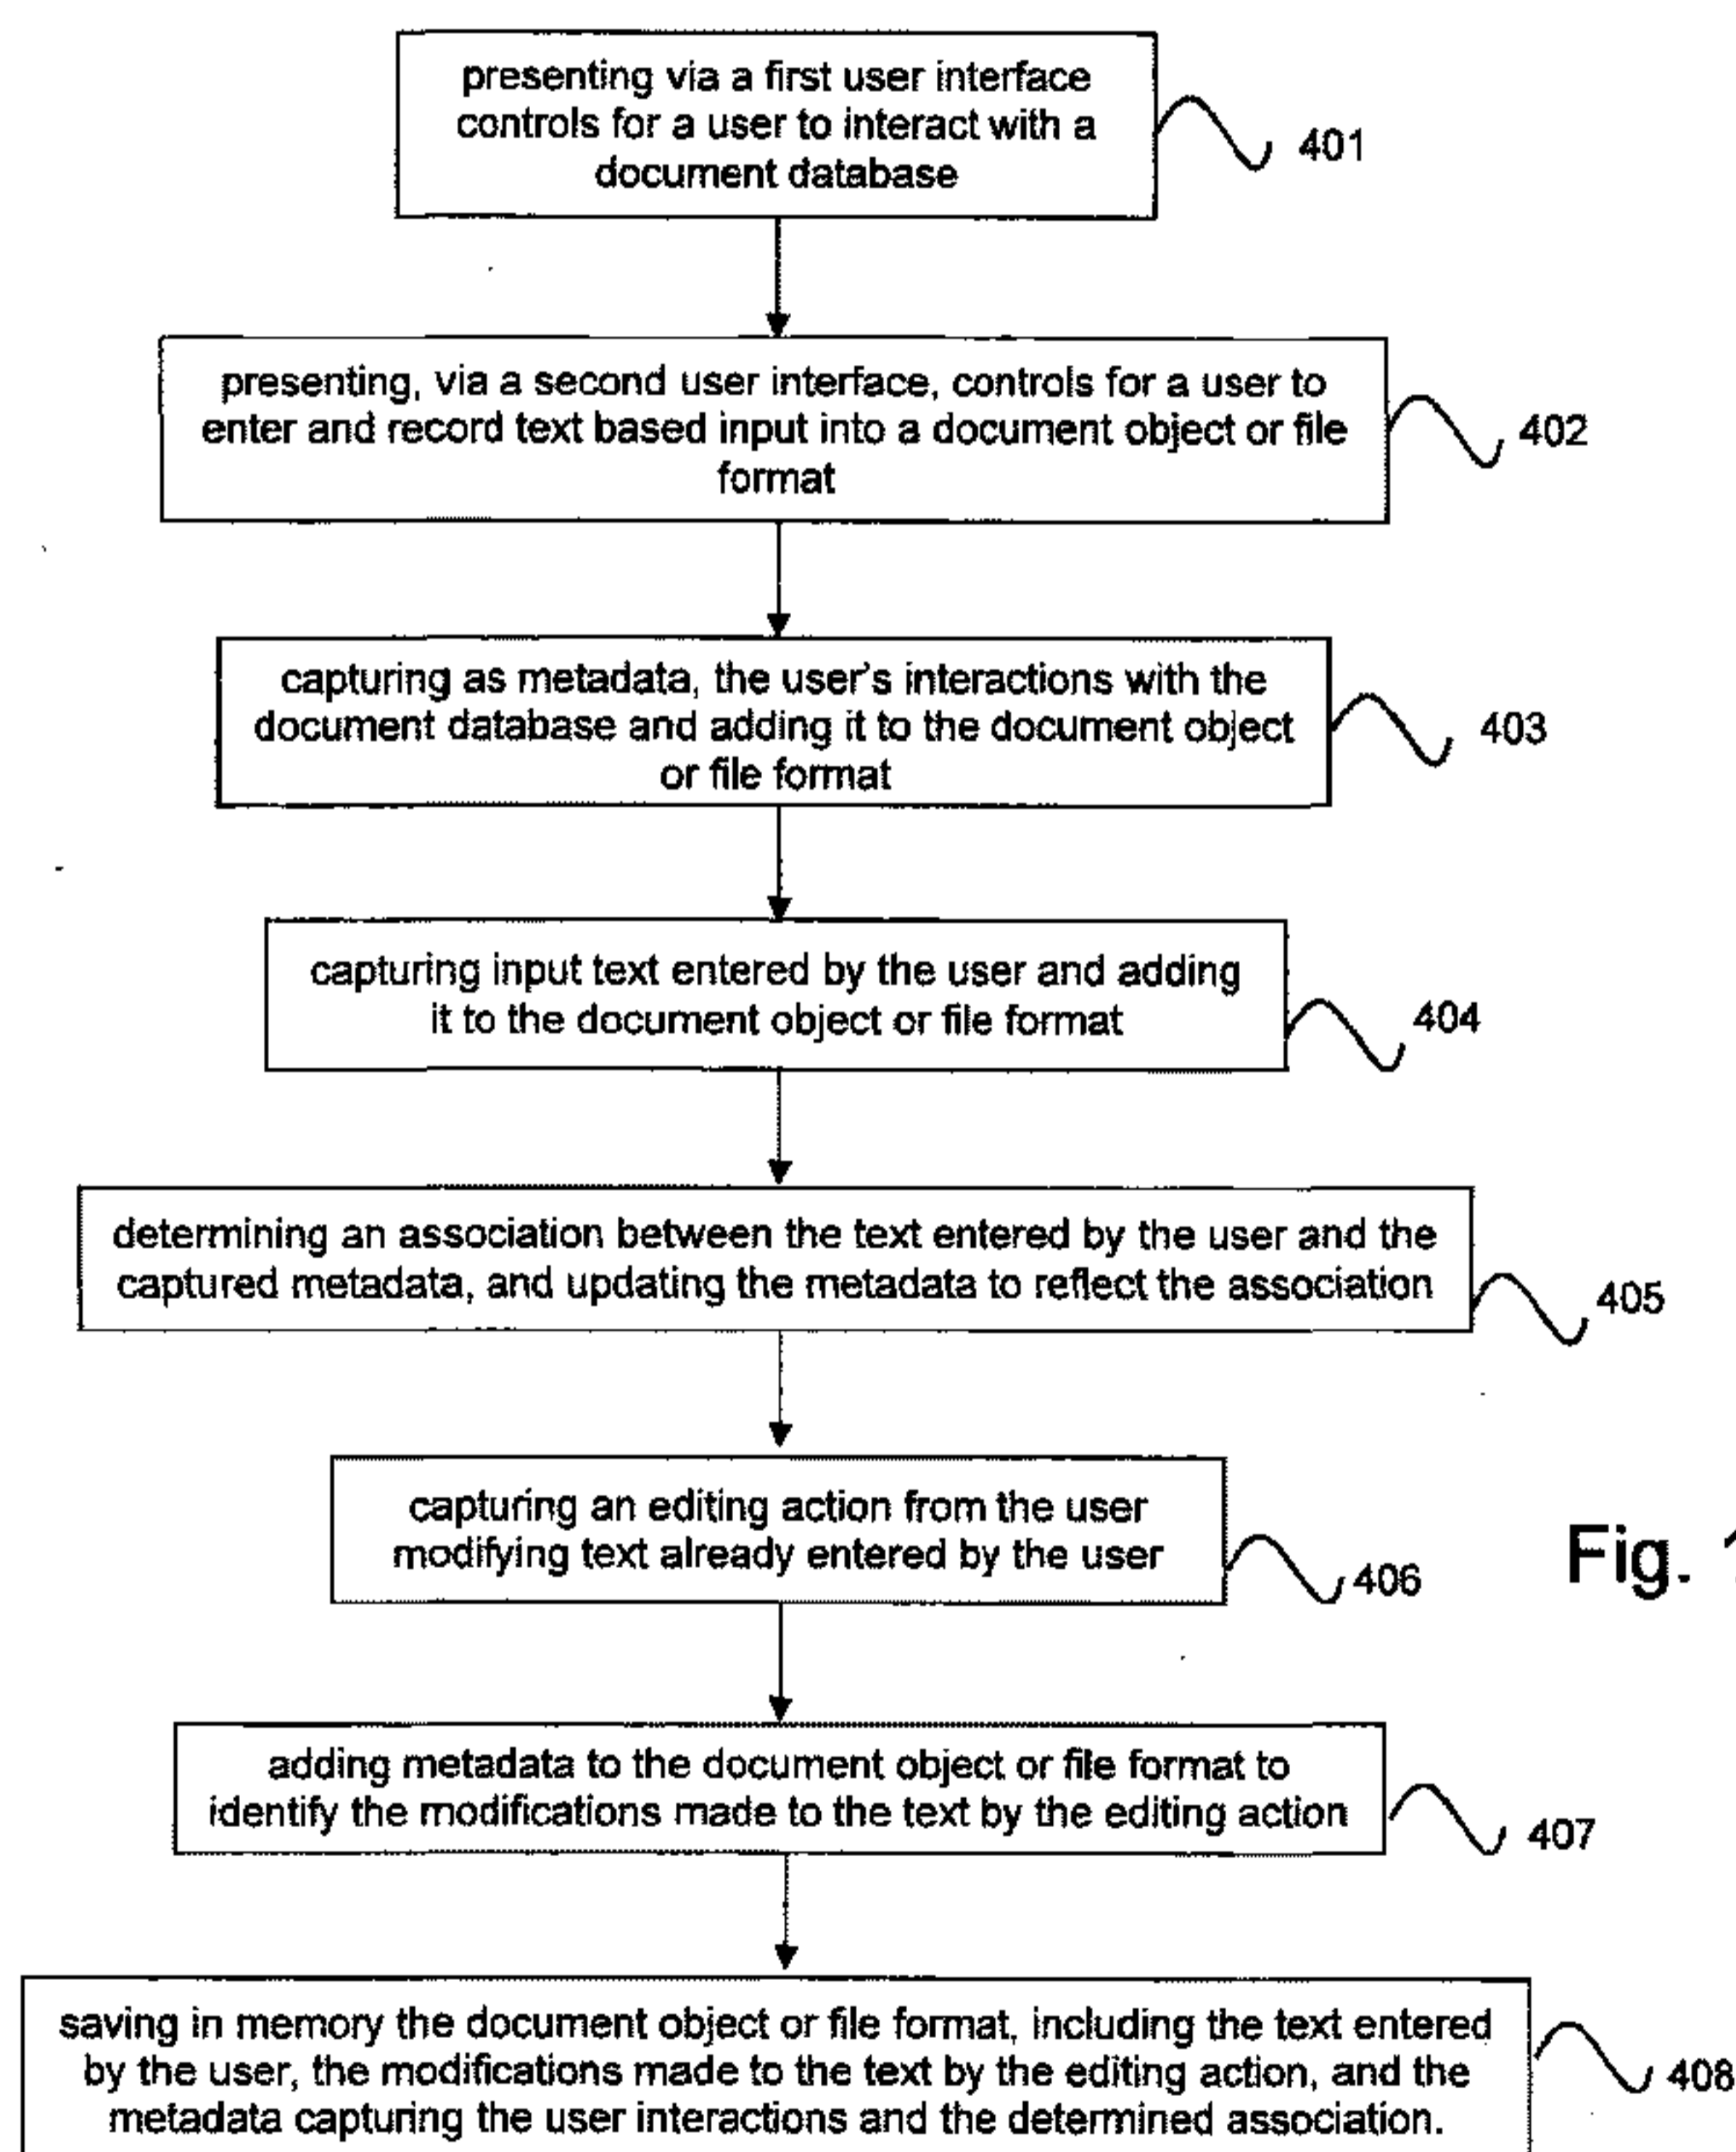 presenting via a first user interface
controls for a user to interact with a
document database
401
presenting, via a second user interface, controls for a user to
enter and record text based input into a document object or file
format
402
capturing as metadata, the user's interactions with the
document database and adding it to the document object
or file format
403
capturing input text entered by the user and adding
it to the document object or file format
404
determining an association between the text entered by the user and the
captured metadata, and updating the metadata to reflect the association
405
capturing an editing action from the user
modifying text already entered by the user
406
Fig.
adding metadata to the document object or file format to
identify the modifications made to the text by the editing action
407
saving in memory the document object or file format, including the text entered
by the user, the modifications made to the text by the editing action, and the
metadata capturing the user interactions and the determined association.
408